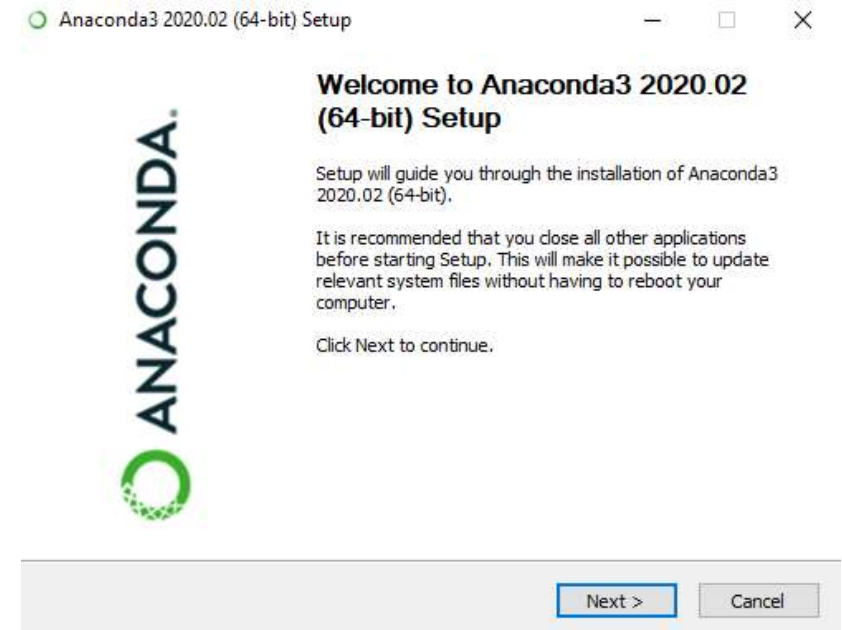 Anaconda3 2020.02 (64-bit) Setup
Welcome to Anaconda3 2020.02
(64-bit) Setup
Setup will guide you through the installation of Anaconda3
2020.02 (64-bit).
It is recommended that you close all other applications
before starting Setup. This will make it possible to update
relevant system files without having to reboot your
computer.
Click Next to continue.
ANACONDA.
Next >
Cancel